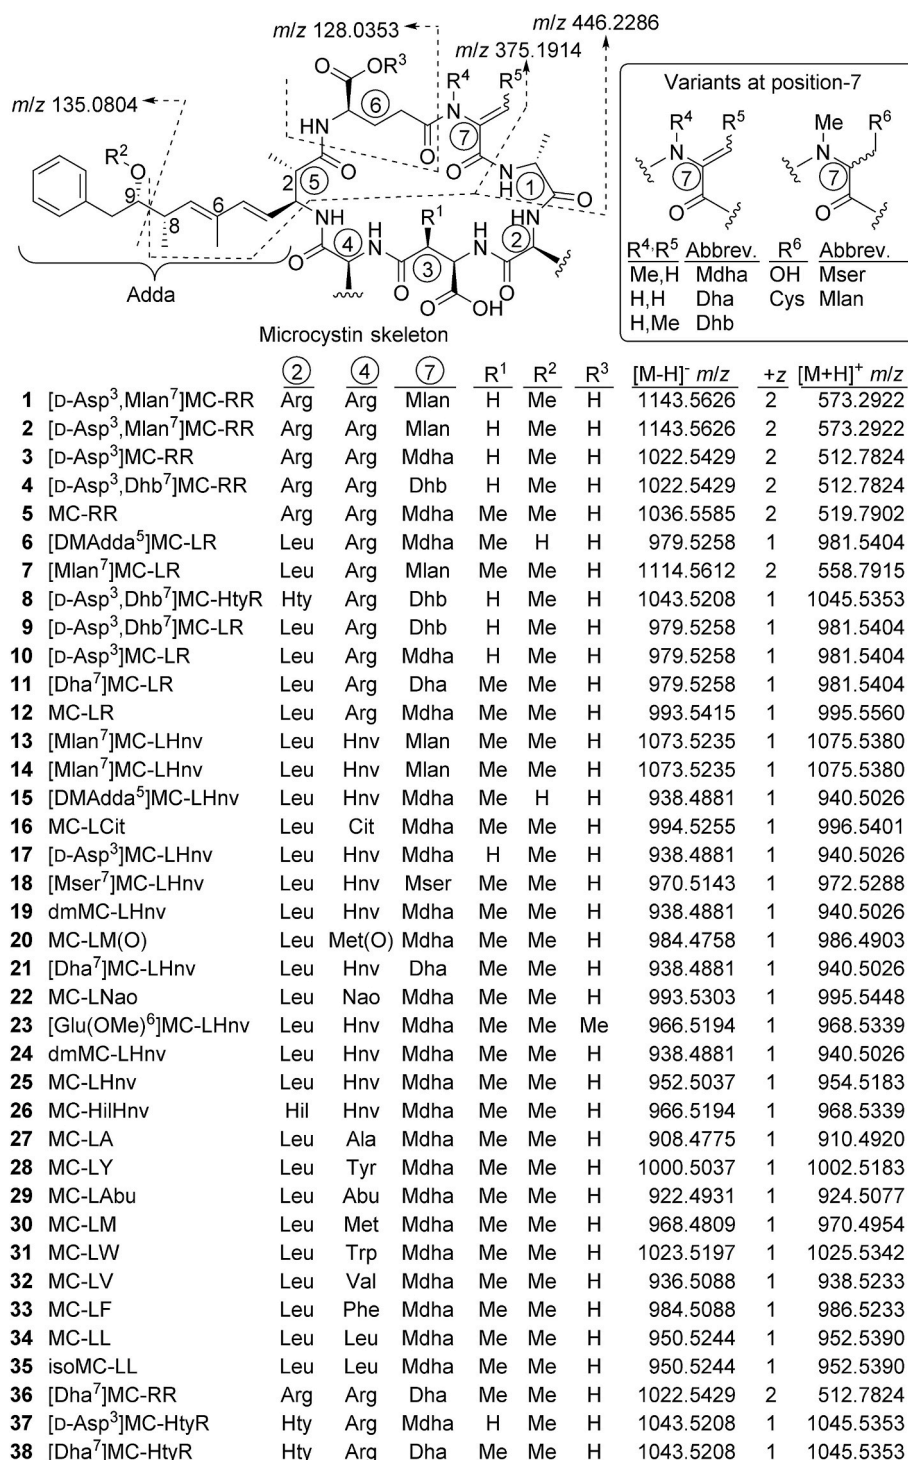 m/z 128.0353
m/z 446.2286
m/z 375.1914
m/z 135.0804
OR³
O
R⁴
R⁵
N
6
7
HN
O
O
O
N
H
1
O
R²
O
9
8
6
2
5
NH
R¹
HN
2
O
4
H
N
O
3
H
N
O
O
OH
Adda
Microcystin skeleton
Variants at position-7
R⁴ R⁵ Me R⁶
N N
7 7
O O
R⁴,R⁵ Abbrev. R⁶ Abbrev.
Me,H Mdha OH Mser
H,H Dha Cys Mlan
H,Me Dhb
2 4 7 R¹ R² R³ [M-H]⁻ m/z +z [M+H]⁺ m/z
1 [D-Asp³,Mlan⁷]MC-RR Arg Arg Mlan H Me H 1143.5626 2 573.2922
2 [D-Asp³,Mlan⁷]MC-RR Arg Arg Mlan H Me H 1143.5626 2 573.2922
3 [D-Asp³]MC-RR Arg Arg Mdha H Me H 1022.5429 2 512.7824
4 [D-Asp³,Dhb⁷]MC-RR Arg Arg Dhb H Me H 1022.5429 2 512.7824
5 MC-RR Arg Arg Mdha Me Me H 1036.5585 2 519.7902
6 [DMAdda⁵]MC-LR Leu Arg Mdha Me H H 979.5258 1 981.5404
7 [Mlan⁷]MC-LR Leu Arg Mlan Me Me H 1114.5612 2 558.7915
8 [D-Asp³,Dhb⁷]MC-HtyR Hty Arg Dhb H Me H 1043.5208 1 1045.5353
9 [D-Asp³,Dhb⁷]MC-LR Leu Arg Dhb H Me H 979.5258 1 981.5404
10 [D-Asp³]MC-LR Leu Arg Mdha H Me H 979.5258 1 981.5404
11 [Dha⁷]MC-LR Leu Arg Dha Me Me H 979.5258 1 981.5404
12 MC-LR Leu Arg Mdha Me Me H 993.5415 1 995.5560
13 [Mlan⁷]MC-LHnv Leu Hnv Mlan Me Me H 1073.5235 1 1075.5380
14 [Mlan⁷]MC-LHnv Leu Hnv Mlan Me Me H 1073.5235 1 1075.5380
15 [DMAdda⁵]MC-LHnv Leu Hnv Mdha Me H H 938.4881 1 940.5026
16 MC-LCit Leu Cit Mdha Me Me H 994.5255 1 996.5401
17 [D-Asp³]MC-LHnv Leu Hnv Mdha H Me H 938.4881 1 940.5026
18 [Mser⁷]MC-LHnv Leu Hnv Mser Me Me H 970.5143 1 972.5288
19 dmMC-LHnv Leu Hnv Mdha Me Me H 938.4881 1 940.5026
20 MC-LM(O) Leu Met(O) Mdha Me Me H 984.4758 1 986.4903
21 [Dha⁷]MC-LHnv Leu Hnv Dha Me Me H 938.4881 1 940.5026
22 MC-LNao Leu Nao Mdha Me Me H 993.5303 1 995.5448
23 [Glu(OMe)⁶]MC-LHnv Leu Hnv Mdha Me Me Me 966.5194 1 968.5339
24 dmMC-LHnv Leu Hnv Mdha Me Me H 938.4881 1 940.5026
25 MC-LHnv Leu Hnv Mdha Me Me H 952.5037 1 954.5183
26 MC-HilHnv Hil Hnv Mdha Me Me H 966.5194 1 968.5339
27 MC-LA Leu Ala Mdha Me Me H 908.4775 1 910.4920
28 MC-LY Leu Tyr Mdha Me Me H 1000.5037 1 1002.5183
29 MC-LAbu Leu Abu Mdha Me Me H 922.4931 1 924.5077
30 MC-LM Leu Met Mdha Me Me H 968.4809 1 970.4954
31 MC-LW Leu Trp Mdha Me Me H 1023.5197 1 1025.5342
32 MC-LV Leu Val Mdha Me Me H 936.5088 1 938.5233
33 MC-LF Leu Phe Mdha Me Me H 984.5088 1 986.5233
34 MC-LL Leu Leu Mdha Me Me H 950.5244 1 952.5390
35 isoMC-LL Leu Leu Mdha Me Me H 950.5244 1 952.5390
36 [Dha⁷]MC-RR Arg Arg Dha Me Me H 1022.5429 2 512.7824
37 [D-Asp³]MC-HtyR Hty Arg Mdha H Me H 1043.5208 1 1045.5353
38 [Dha⁷]MC-HtyR Hty Arg Dha Me Me H 1043.5208 1 1045.5353